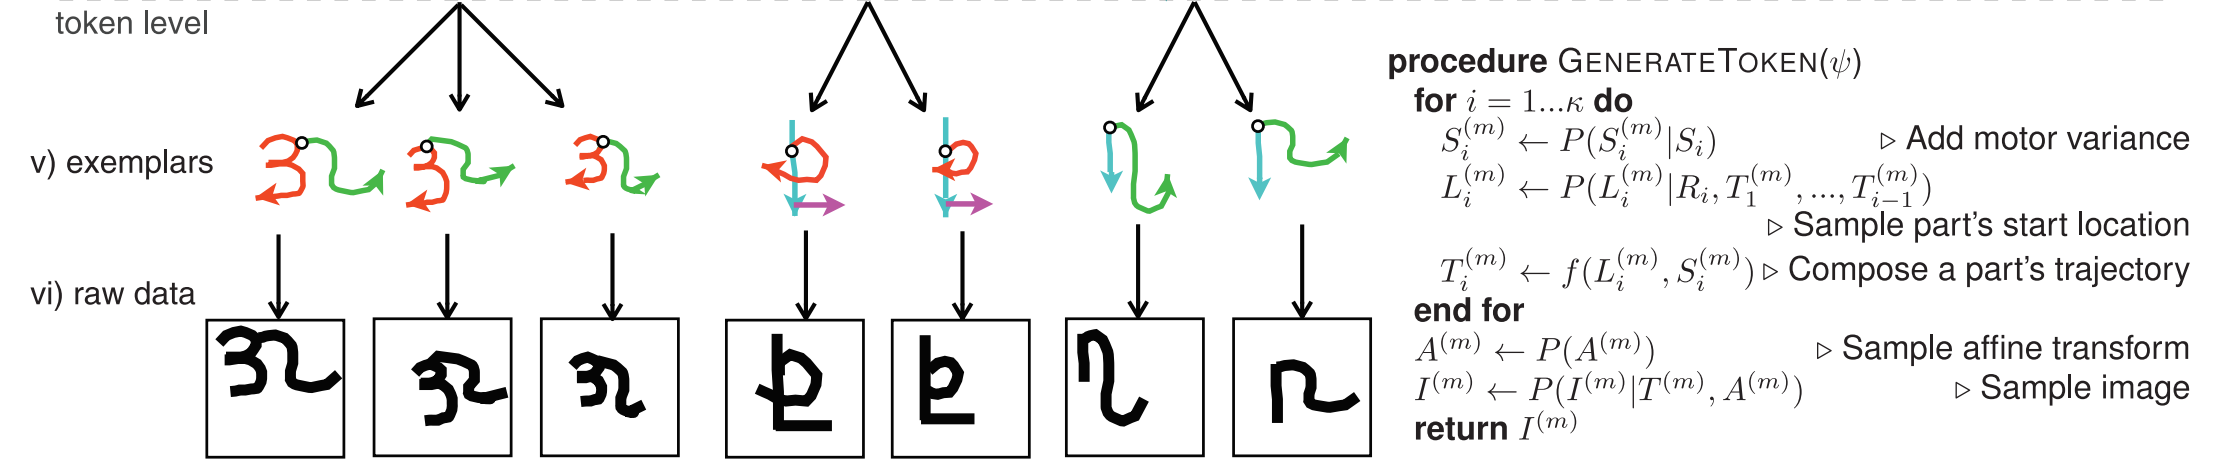 token level
procedure GENERATETOKEN(ψ)
for i = 1...κ do
S_i^{(m)} ← P(S_i^{(m)}|S_i) ▷ Add motor variance
v) exemplars
L_i^{(m)} ← P(L_i^{(m)}|R_i, T_1^{(m)}, ..., T_{i-1}^{(m)})
▷ Sample part's start location
T_i^{(m)} ← f(L_i^{(m)}, S_i^{(m)}) ▷ Compose a part's trajectory
vi) raw data
end for
A^{(m)} ← P(A^{(m)}) ▷ Sample affine transform
I^{(m)} ← P(I^{(m)}|T^{(m)}, A^{(m)}) ▷ Sample image
return I^{(m)}